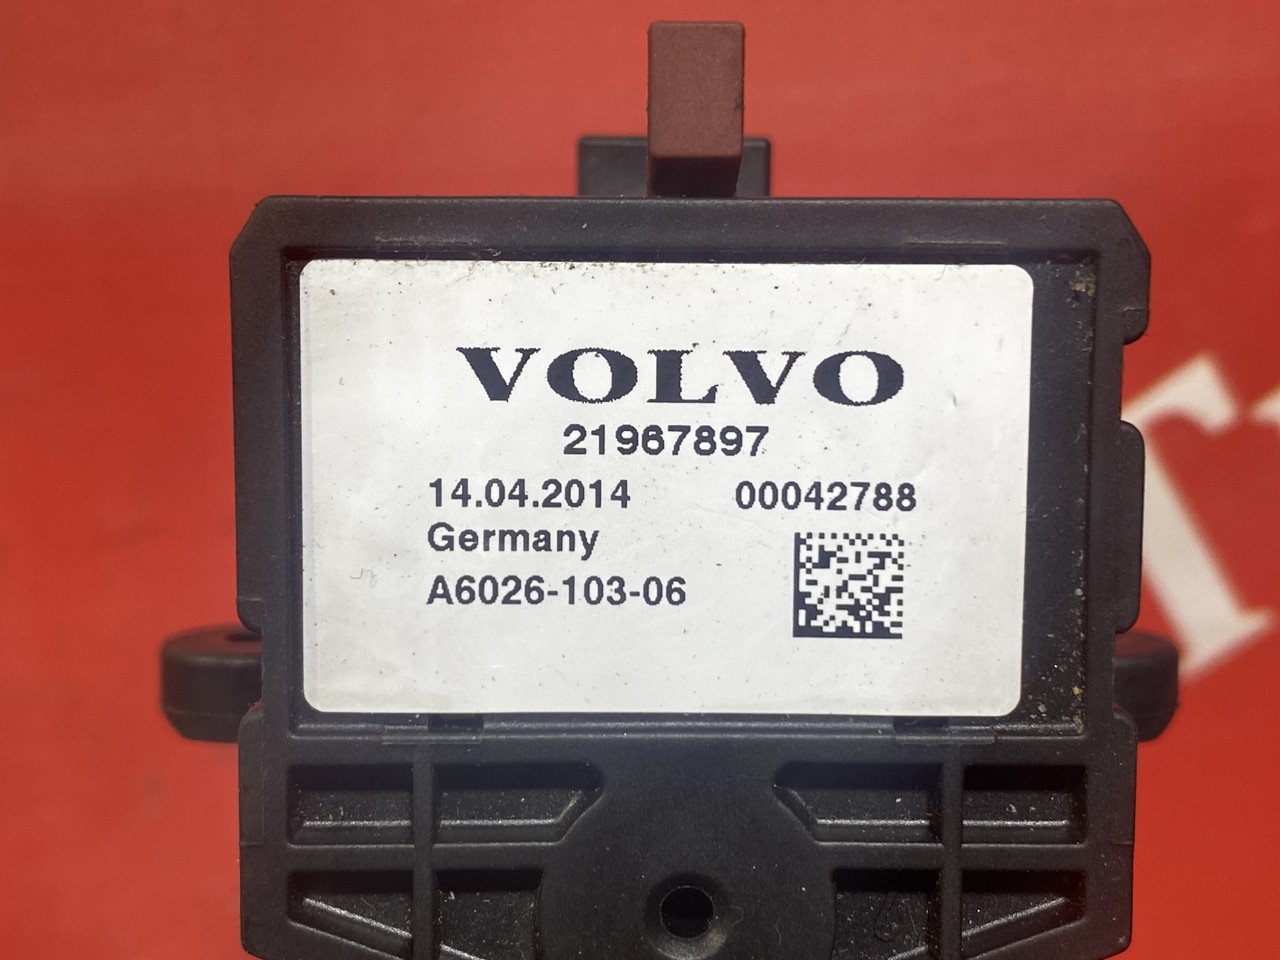 VOLVO
21967897
14.04.2014 00042788
Germany
A6026-103-06